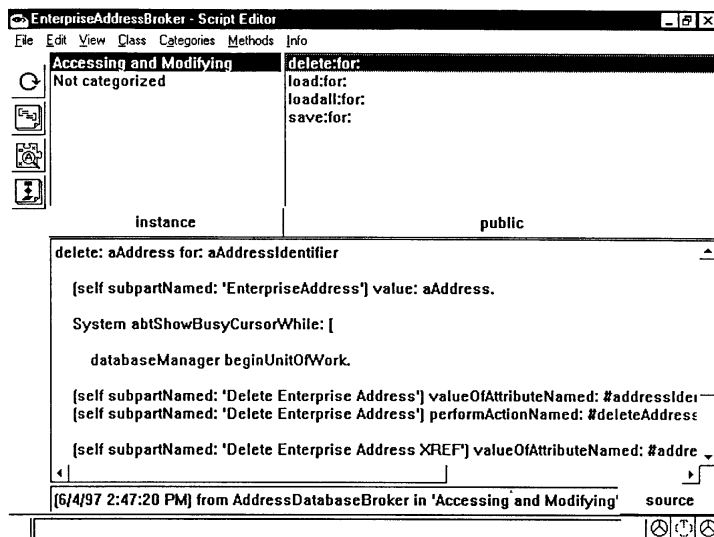 EnterpriseAddressBroker - Script Editor
File Edit View Class Categories Methods Info
Accessing and Modifying
Not categorized
delete:for:
load:for:
loadall:for:
save:for:
instance
public
delete: aAddress for: aAddressIdentifier
(self subpartNamed: 'EnterpriseAddress') value: aAddress.
System abtShowBusyCursorWhile: [
databaseManager beginUnitOfWork.
(self subpartNamed: 'Delete Enterprise Address') valueOfAttributeNamed: #addressIder
(self subpartNamed: 'Delete Enterprise Address') performActionNamed: #deleteAddress
(self subpartNamed: 'Delete Enterprise Address XREF') valueOfAttributeNamed: #addre
(6/4/97 2:47:20 PM) from AddressDatabaseBroker in 'Accessing and Modifying'
source